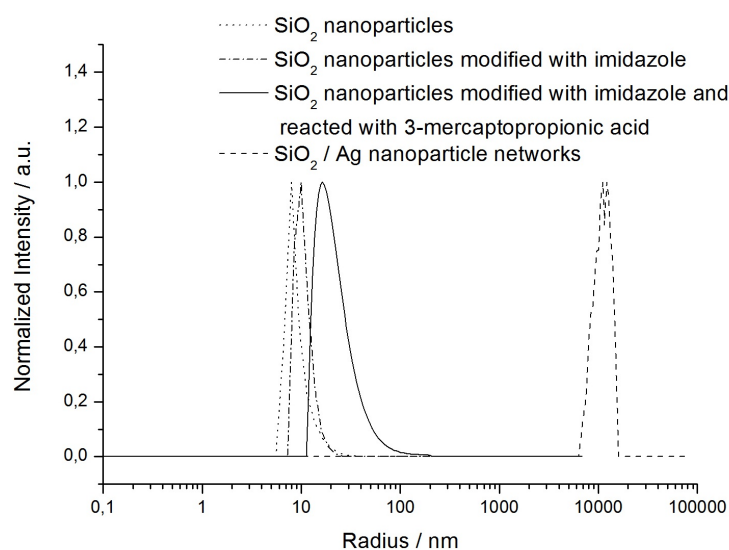 SiO2 nanoparticles
SiO2 nanoparticles modified with imidazole
SiO2 nanoparticles modified with imidazole and
reacted with 3-mercaptopropionic acid
SiO2 / Ag nanoparticle networks
Normalized Intensity / a.u.
1,4
1,2
1,0
0,8
0,6
0,4
0,2
0,0
0,1 1 10 100 1000 10000 100000
Radius / nm